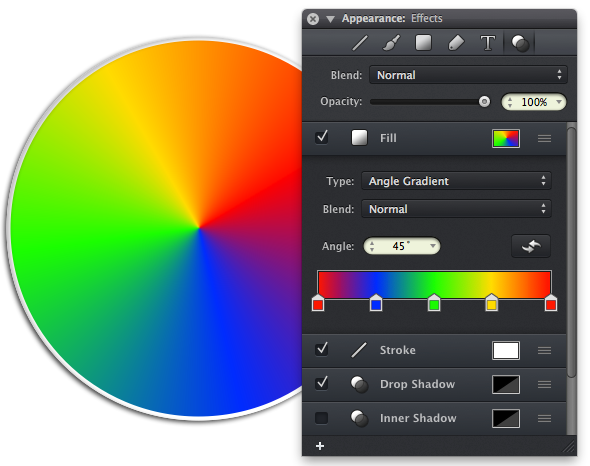 Appearance: Effects
T
Blend: Normal
Opacity: 100%
Fill
Type: Angle Gradient
Blend: Normal
Angle: 45°
Stroke
Drop Shadow
Inner Shadow